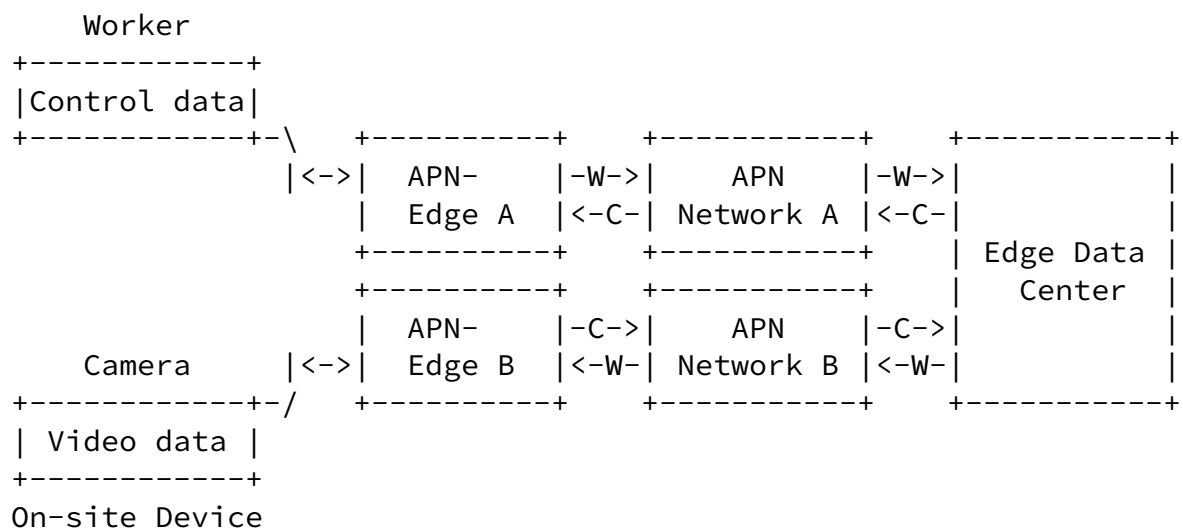 Worker
+------------+
|Control data|
+------------+-\   +----------+    +-----------+    +-----------+
               |<->|  APN-    |-W->|    APN    |-W->|           |
                   |  Edge A  |<-C-| Network A |<-C-|           |
                   +----------+    +-----------+    | Edge Data |
                   +----------+    +-----------+    |   Center  |
                   |  APN-    |-C->|    APN    |-C->|           |
    Camera     |<->|  Edge B  |<-W-| Network B |<-W-|           |
+------------+-/   +----------+    +-----------+    +-----------+
| Video data |
+------------+
On-site Device